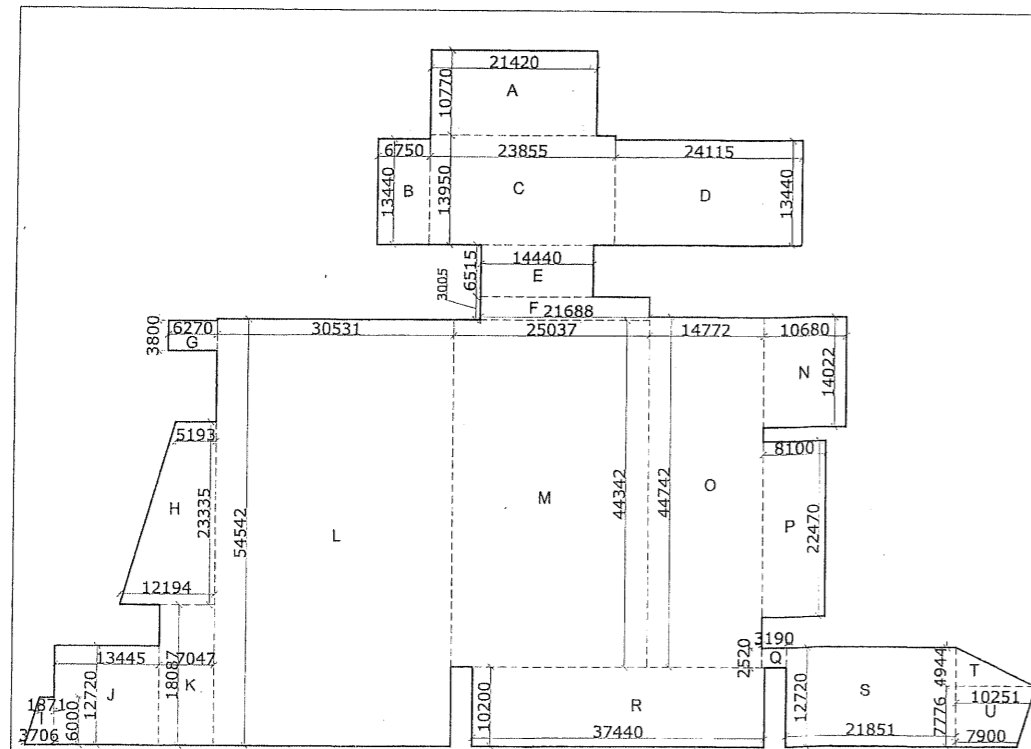 21420
10770
A
6750 23855 24115
13440 B 13950 C D 13440
6515 14440
E
3005
F
21688
3800 6270 30531 25037 14772 10680
G
N 14022
5193
8100
H 23335
54542 L M 44342 44742 O P 22470
12194
3190
13445 18087 7047 2520 Q 4944 T
1871 J K 12720 S 10251
I 6000 12720 10200 R 7776 U
3706 37440 21851 7900